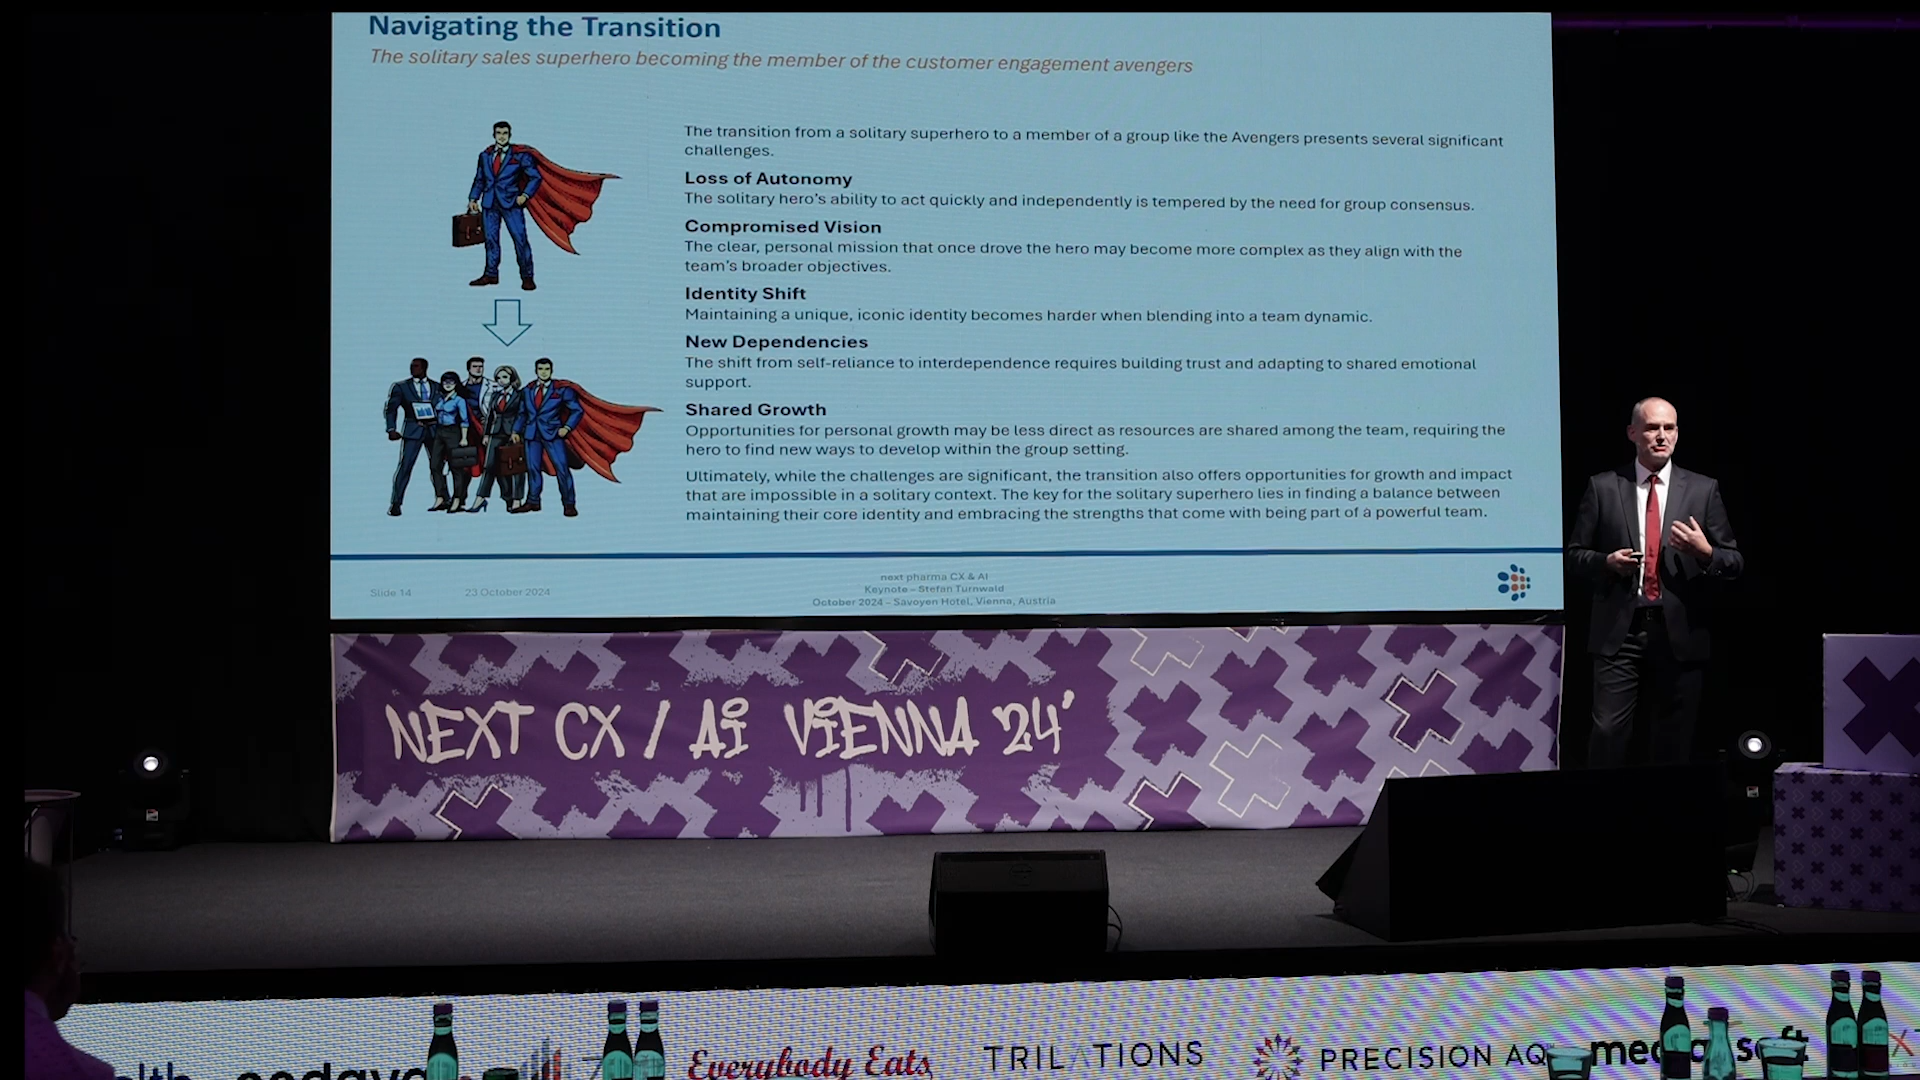 Navigating the Transition
The solitary sales superhero becoming the member of the customer engagement avengers
The transition from a solitary superhero to a member of a group like the Avengers presents several significant
challenges.
Loss of Autonomy
The solitary hero's ability to act quickly and independently is tempered by the need for group consensus.
Compromised Vision
The clear, personal mission that once drove the hero may become more complex as they align with the
team's broader objectives.
Identity Shift
Maintaining a unique, iconic identity becomes harder when blending into a team dynamic.
New Dependencies
The shift from self-reliance to interdependence requires building trust and adapting to shared emotional
support.
Shared Growth
Opportunities for personal growth may be less direct as resources are shared among the team, requiring the
hero to find new ways to develop within the group setting.
Ultimately, while the challenges are significant, the transition also offers opportunities for growth and impact
that are impossible in a solitary context. The key for the solitary superhero lies in finding a balance between
maintaining their core identity and embracing the strengths that come with being part of a powerful team.
Slide 14
23 October 2024
next pharma CX & AI
Keynote – Stefan Turnwald
October 2024 – Savoyen Hotel, Vienna, Austria
NEXT CX / Ai ViENNA 24'
Everybody Eats
TRILATIONS
PRECISION AQ